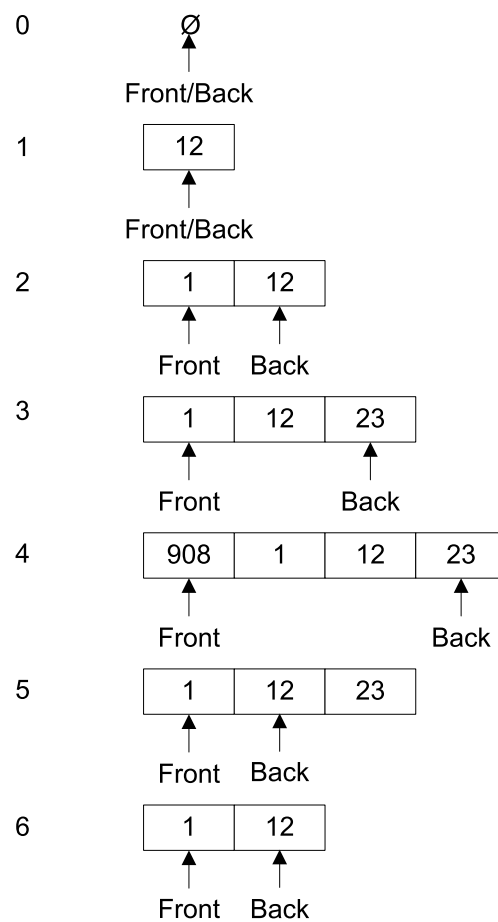 0 Ø
Front/Back
1 12
Front/Back
2 1 12
Front Back
3 1 12 23
Front Back
4 908 1 12 23
Front Back
5 1 12 23
Front Back
6 1 12
Front Back